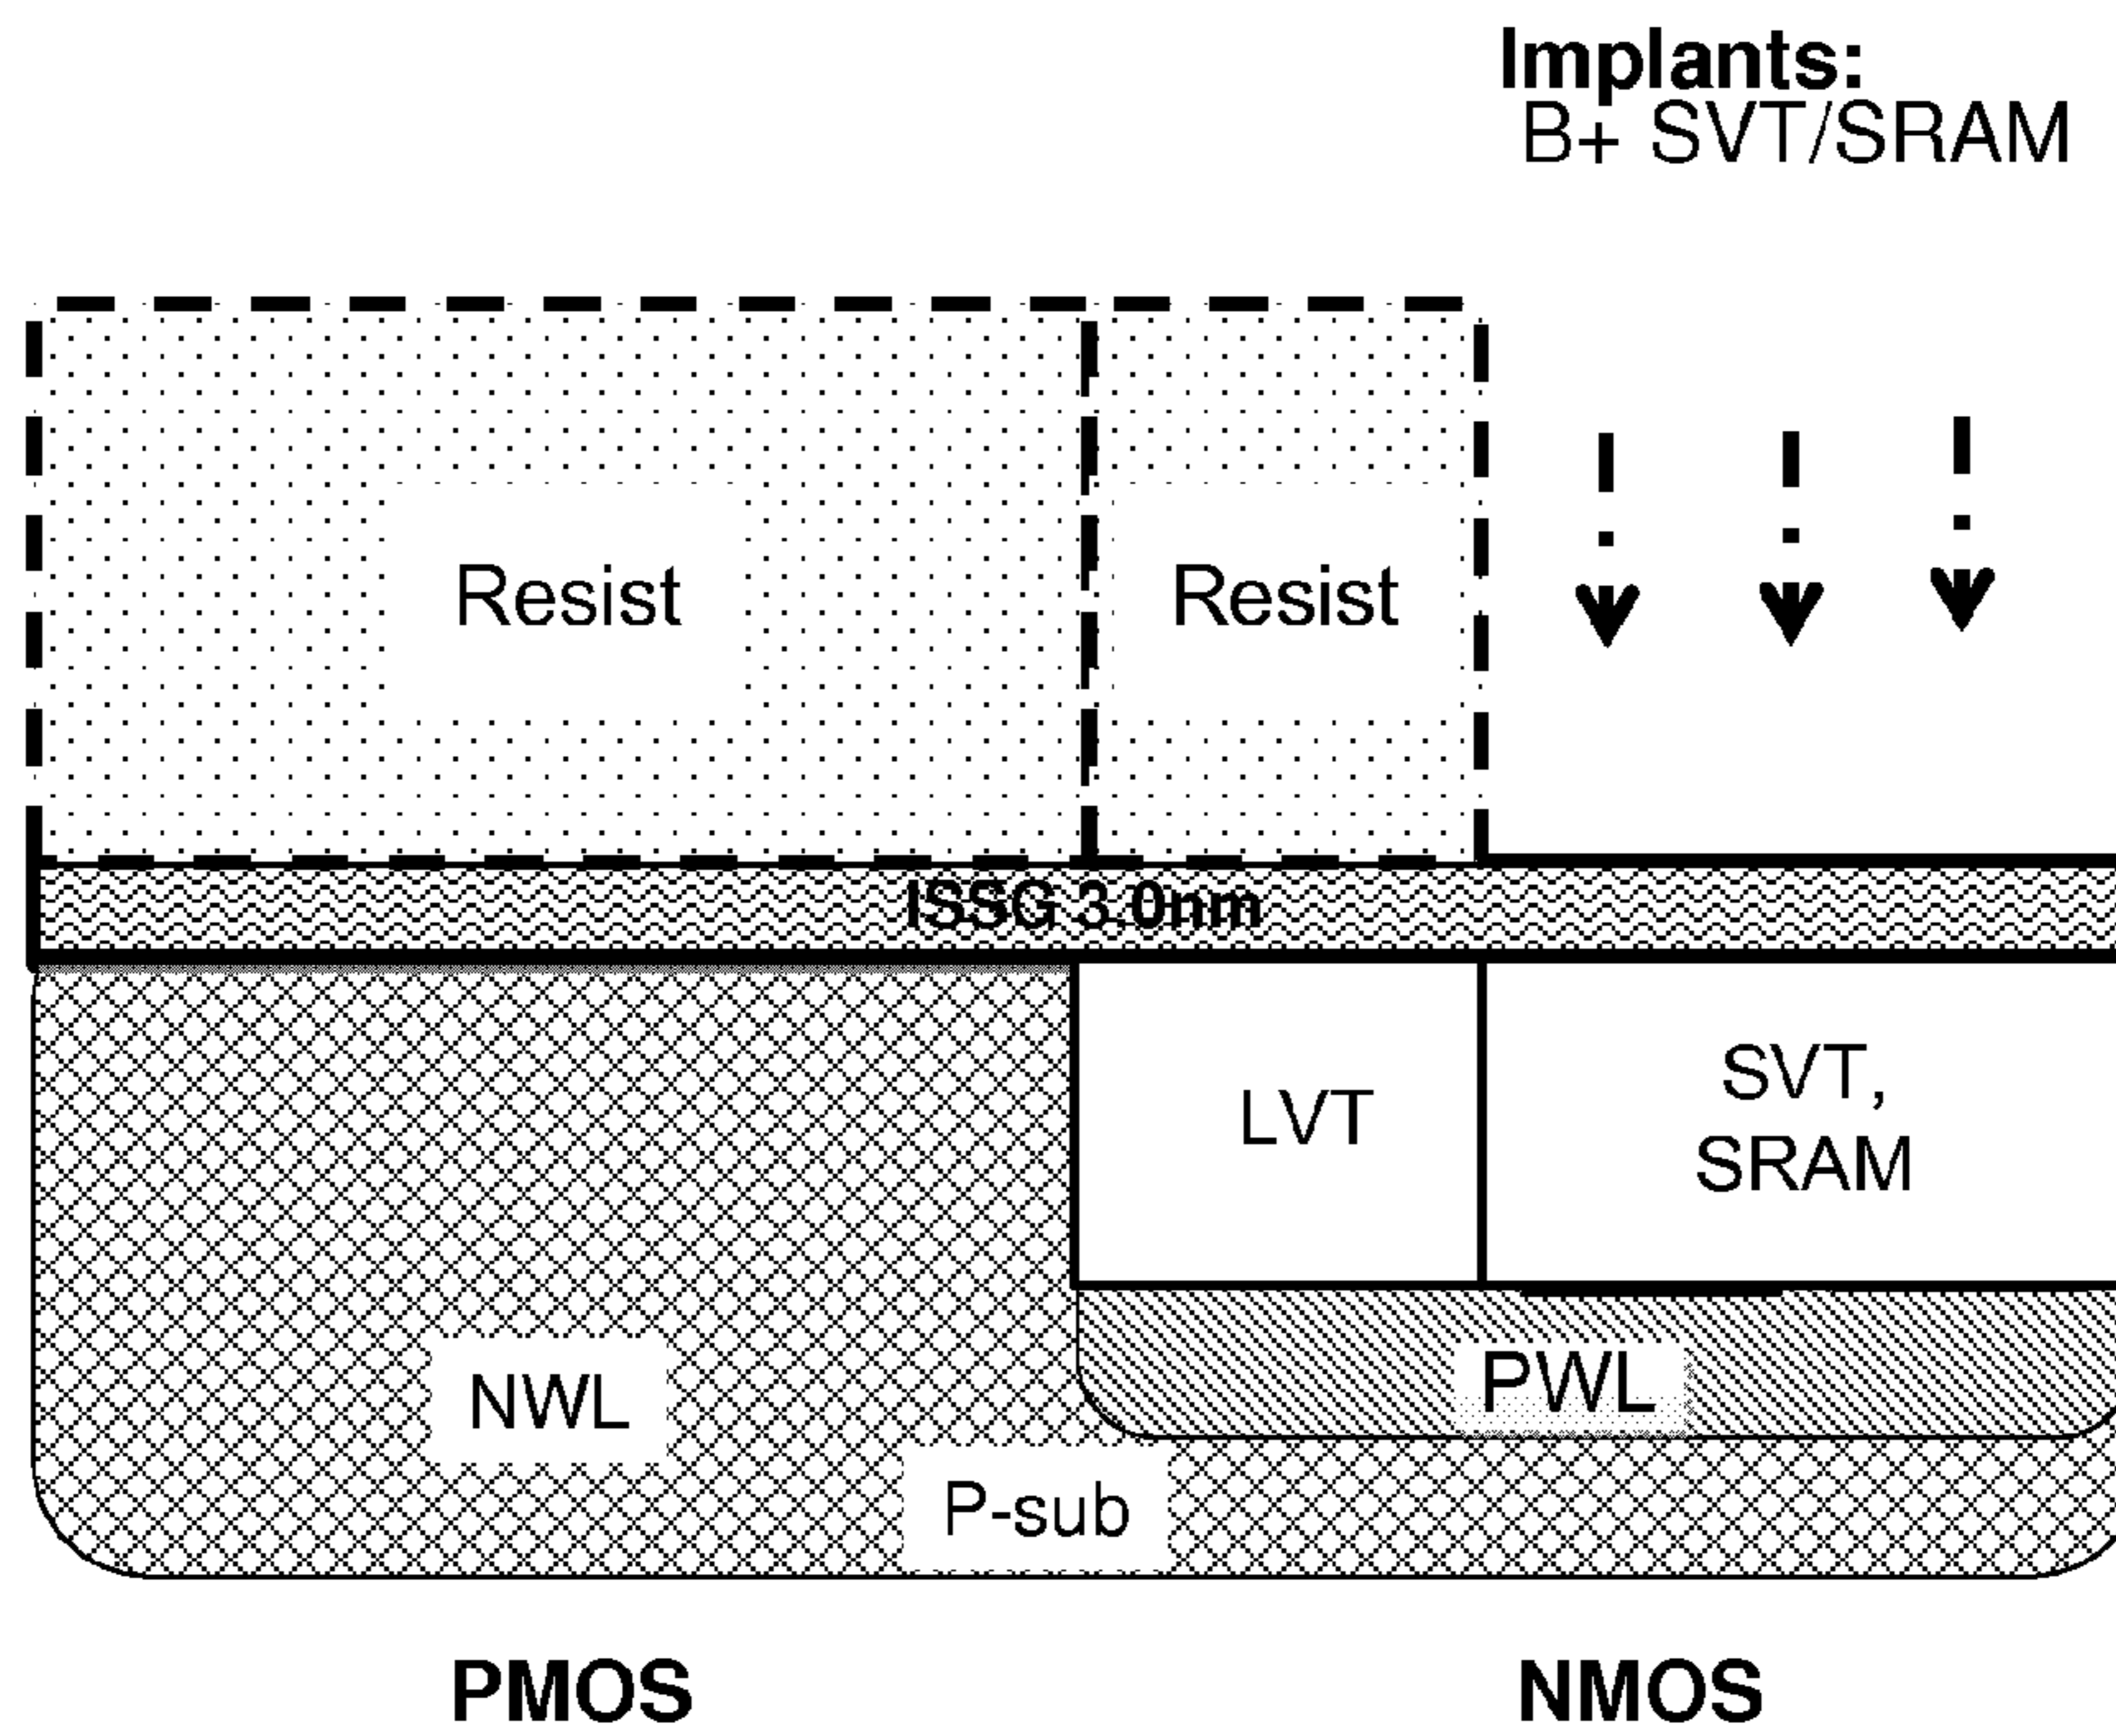 Implants:
B+ SVT/SRAM
Resist
Resist
ISSG 3.0nm
LVT
SVT,
SRAM
NWL
PWL
P-sub
PMOS
NMOS